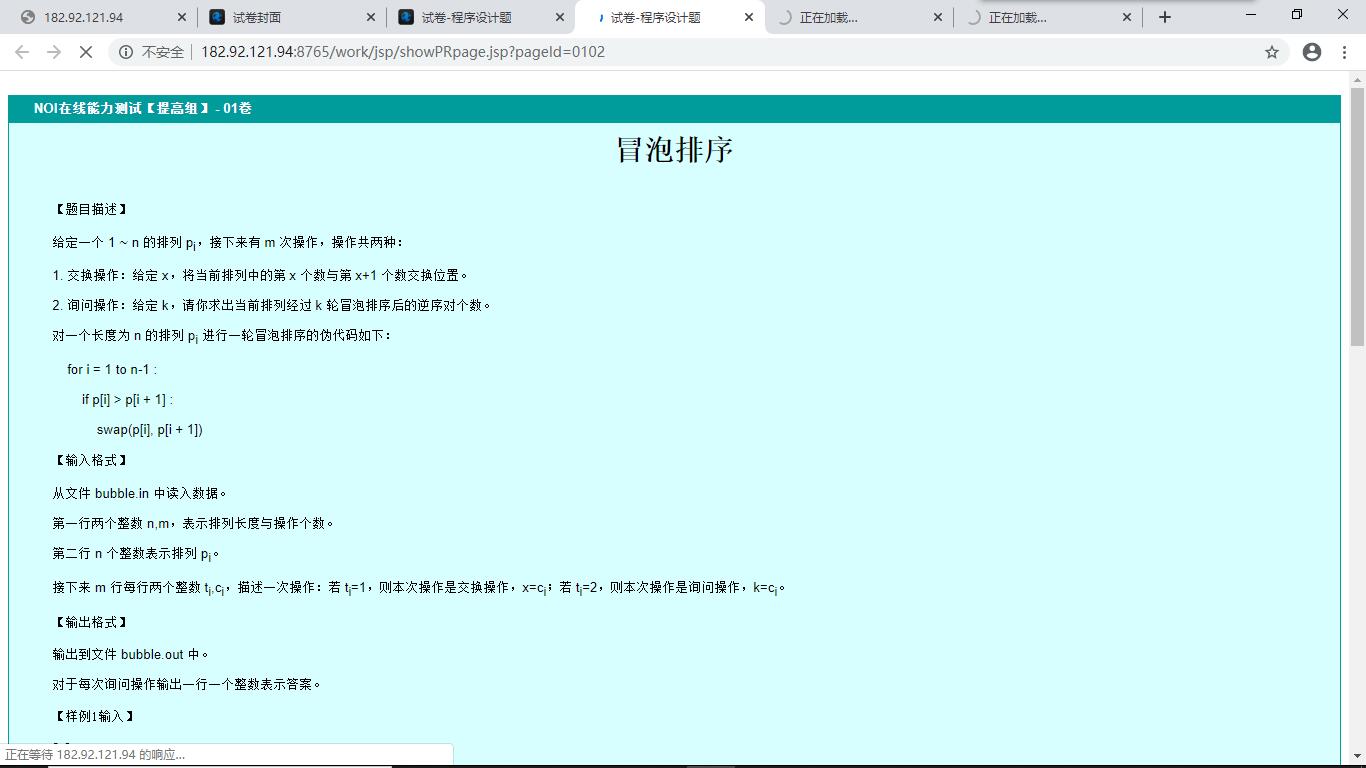 182.92.121.94
试卷封面
试卷-程序设计题
试卷-程序设计题
正在加载...
正在加载...
不安全
182.92.121.94:8765/work/jsp/showPRpage.jsp?pageId=0102
NOI在线能力测试【提高组】 - 01卷
冒泡排序
【题目描述】
给定一个 1 ~ n 的排列 pi，接下来有 m 次操作，操作共两种：
1. 交换操作：给定 x，将当前排列中的第 x 个数与第 x+1 个数交换位置。
2. 询问操作：给定 k，请你求出当前排列经过 k 轮冒泡排序后的逆序对个数。
对一个长度为 n 的排列 pi 进行一轮冒泡排序的伪代码如下：
for i = 1 to n-1 :
if p[i] > p[i + 1] :
swap(p[i], p[i + 1])
【输入格式】
从文件 bubble.in 中读入数据。
第一行两个整数 n,m，表示排列长度与操作个数。
第二行 n 个整数表示排列 pi。
接下来 m 行每行两个整数 ti,ci，描述一次操作：若 ti=1，则本次操作是交换操作，x=ci；若 ti=2，则本次操作是询问操作，k=ci。
【输出格式】
输出到文件 bubble.out 中。
对于每次询问操作输出一行一个整数表示答案。
【样例1输入】
正在等待 182.92.121.94 的响应...